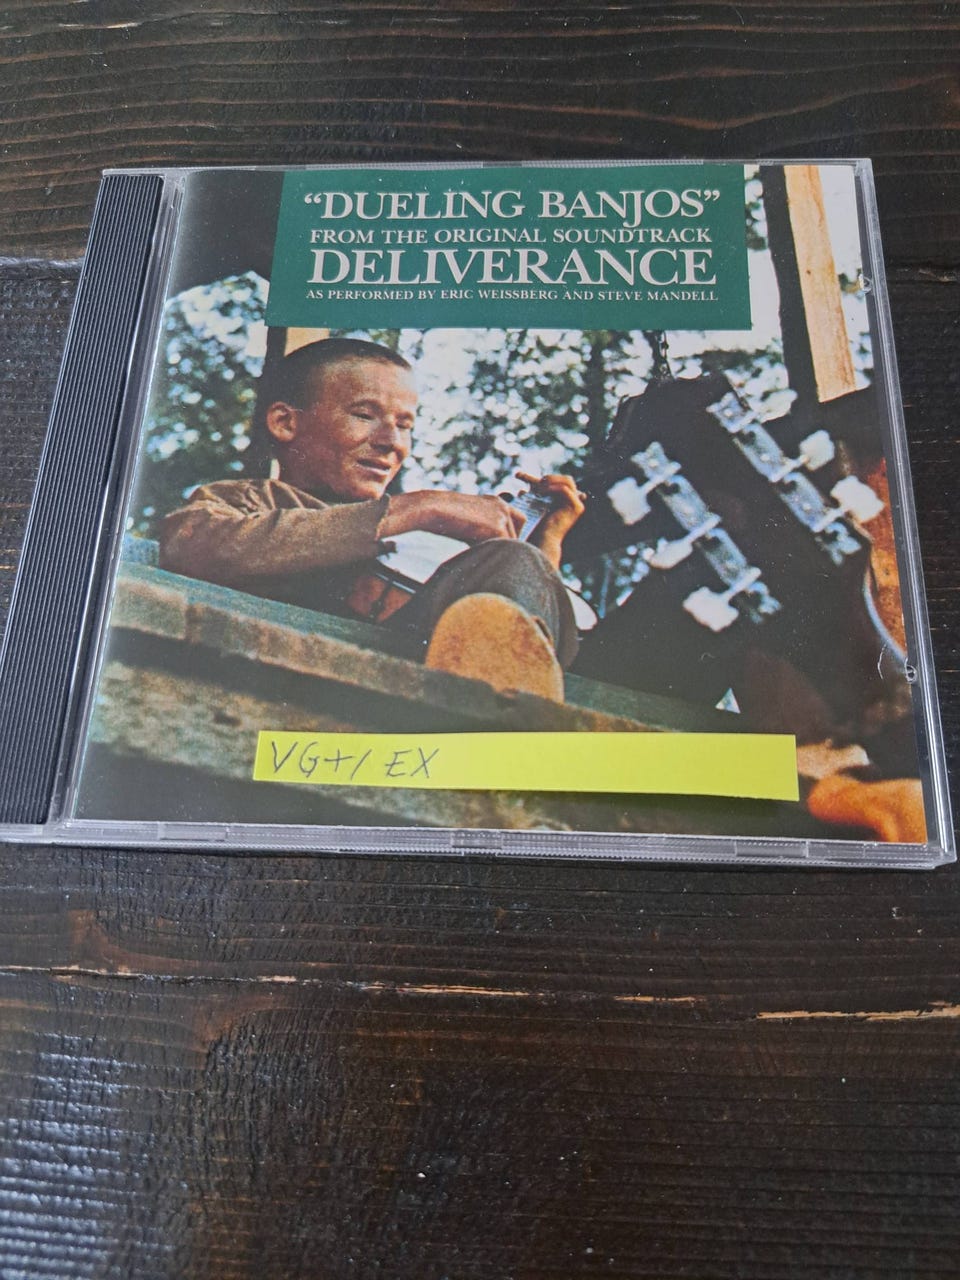 “DUELING BANJOS”
FROM THE ORIGINAL SOUNDTRACK
DELIVERANCE
AS PERFORMED BY ERIC WEISSBERG AND STEVE MANDELL
VG+/ EX